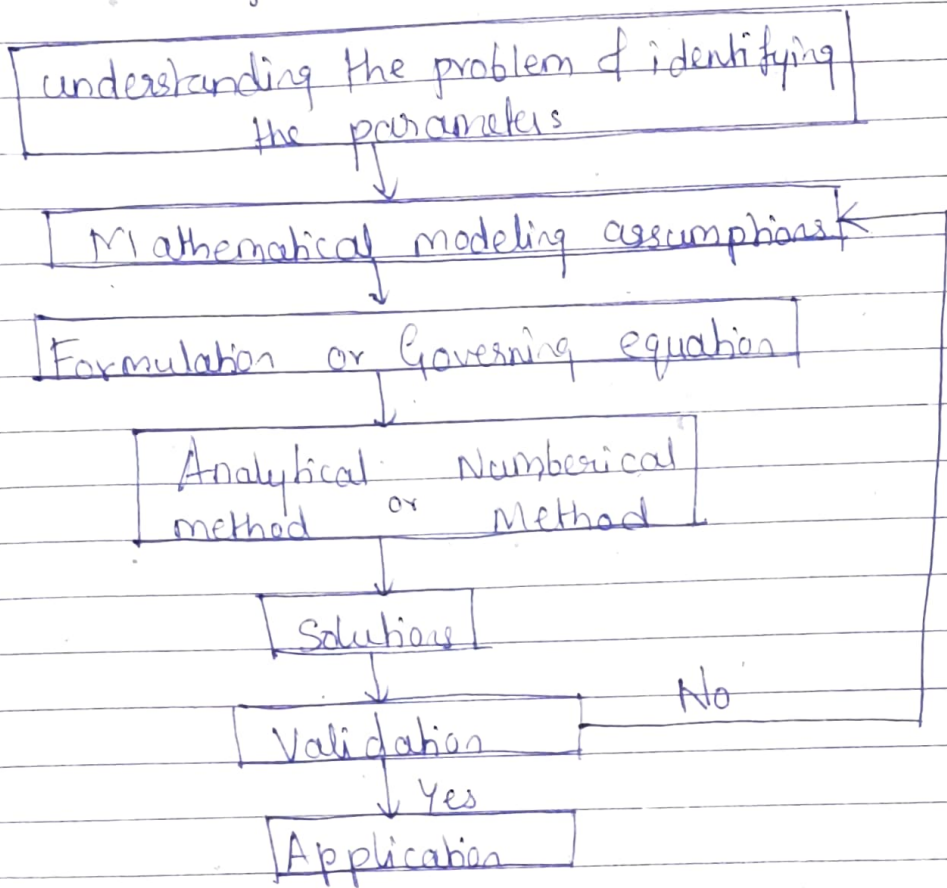 understanding the problem & identifying
the parameters
Mathematical modeling assumptions
Formulation or Governing equation
Analytical or Numberical
method Method
Solutions
No
Validation
Yes
Application